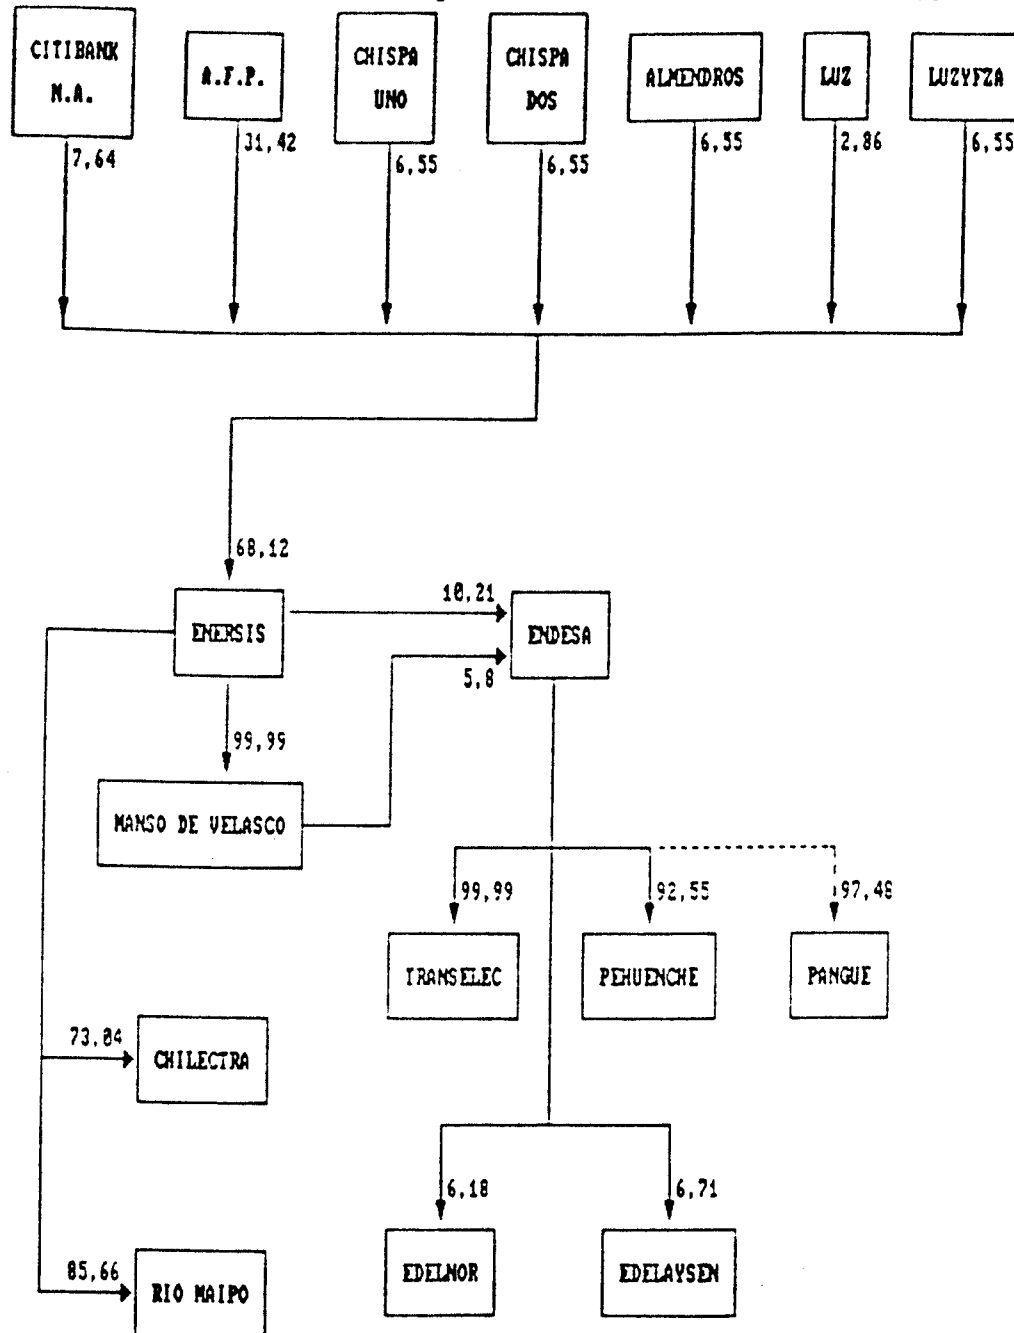 CITIBANK
N.A.
A.F.P.
CHISPA
UNO
CHISPA
DOS
ALMENDROS
LUZ
LUZYFZA
7,64
31,42
6,55
6,55
6,55
2,86
6,55
68,12
ENERSIS
10,21
ENDESA
5,8
99,99
MANSO DE VELASCO
99,99
92,55
97,48
TRANSELEC
PEHUENCHE
PANGUE
73,04
CHILECTRA
6,18
6,71
EDELNOR
EDELAYSEN
85,66
RIO MAIPO